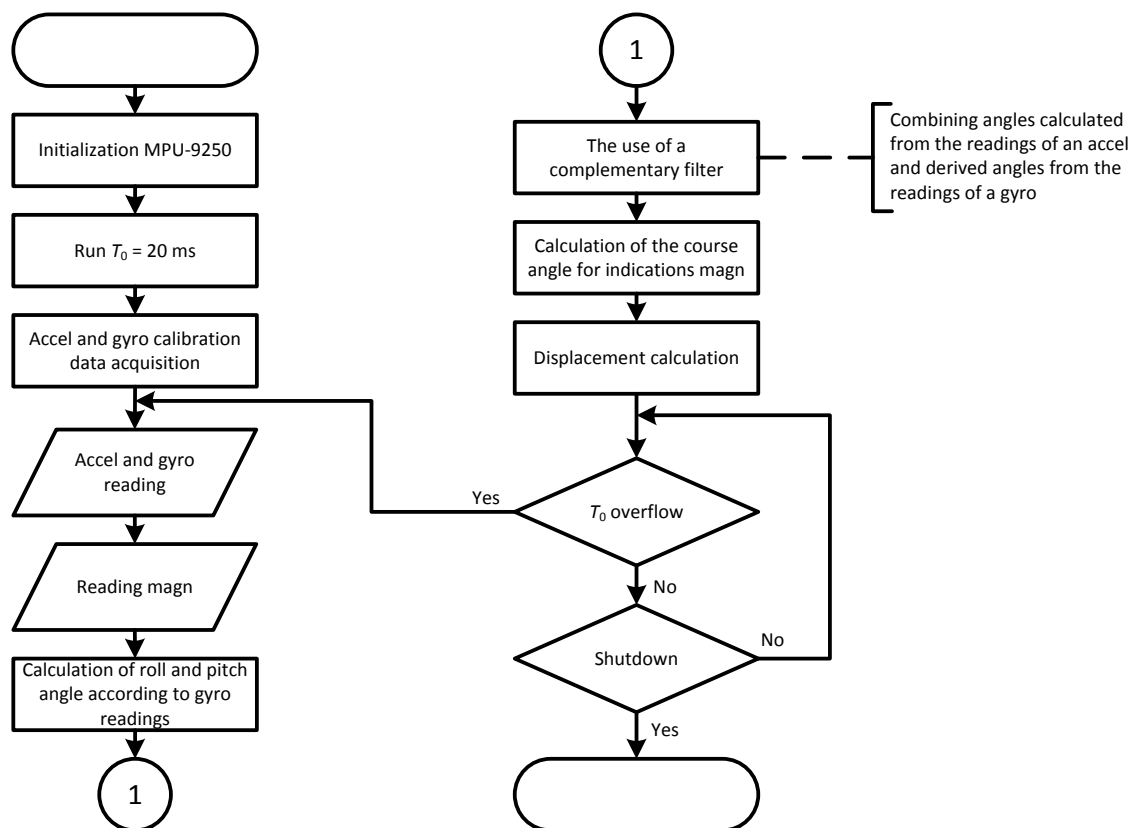 Initialization MPU-9250
Run T₀ = 20 ms
Accel and gyro calibration
data acquisition
Accel and gyro
reading
Reading magn
Calculation of roll and pitch
angle according to gyro
readings
1
1
The use of a
complementary filter
Combining angles calculated
from the readings of an accel
and derived angles from the
readings of a gyro
Calculation of the course
angle for indications magn
Displacement calculation
Yes
T₀ overflow
No
Shutdown
No
Yes